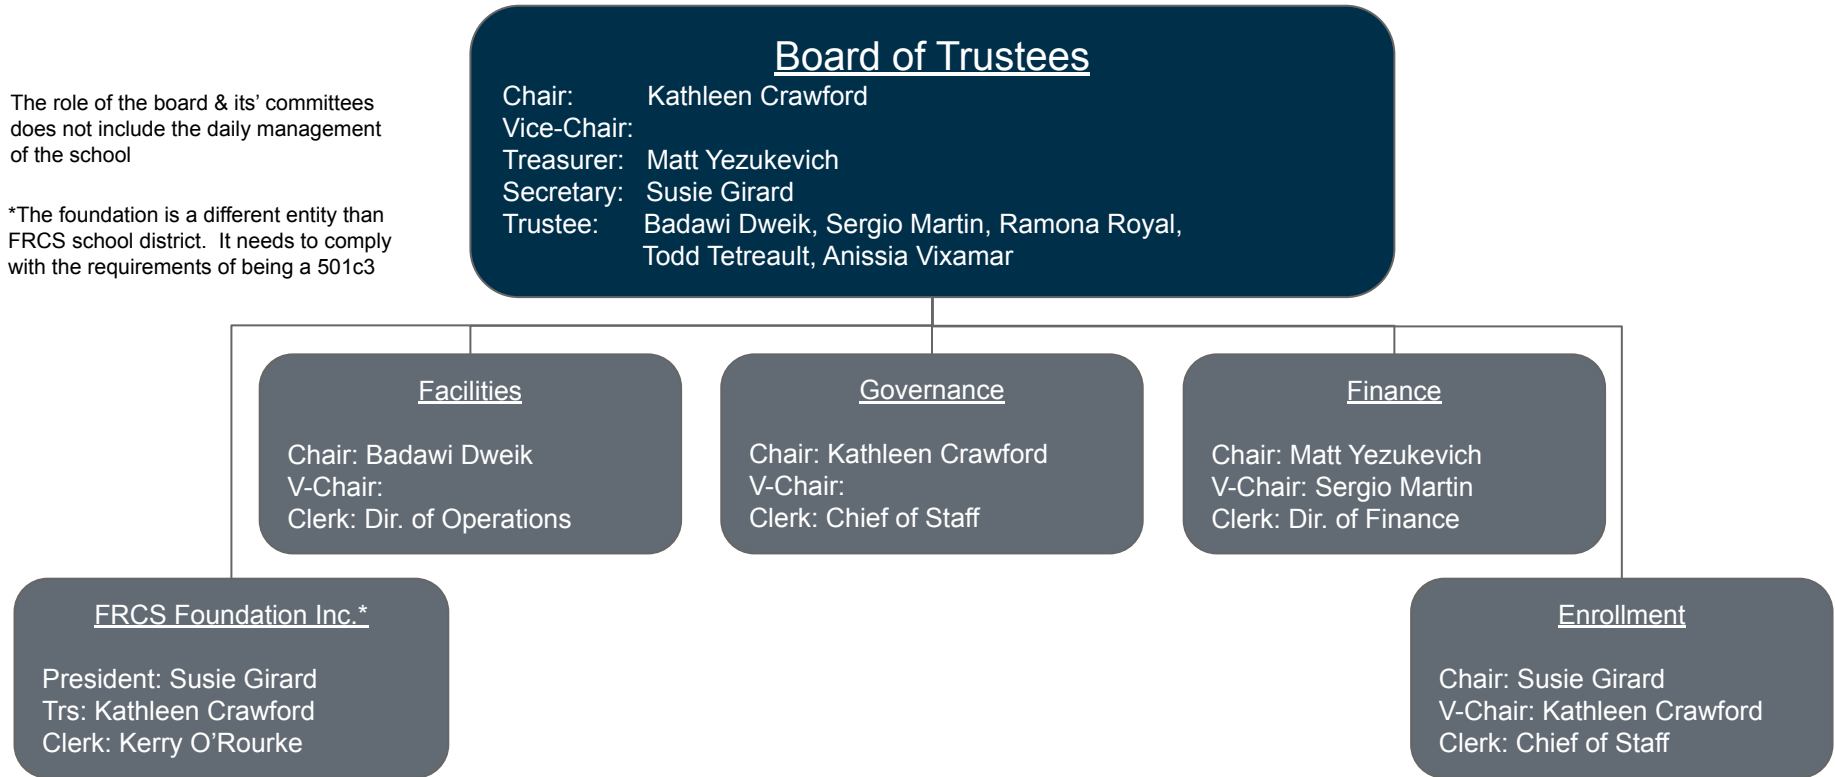 The role of the board & its’ committees
does not include the daily management
of the school
*The foundation is a different entity than
FRCS school district.  It needs to comply
with the requirements of being a 501c3
Board of Trustees
Chair: Kathleen Crawford
Vice-Chair:
Treasurer: Matt Yezukevich
Secretary: Susie Girard
Trustee: Badawi Dweik, Sergio Martin, Ramona Royal,
Todd Tetreault, Anissia Vixamar
Facilities
Chair: Badawi Dweik
V-Chair:
Clerk: Dir. of Operations
Governance
Chair: Kathleen Crawford
V-Chair:
Clerk: Chief of Staff
Finance
Chair: Matt Yezukevich
V-Chair: Sergio Martin
Clerk: Dir. of Finance
FRCS Foundation Inc.*
President: Susie Girard
Trs: Kathleen Crawford
Clerk: Kerry O’Rourke
Enrollment
Chair: Susie Girard
V-Chair: Kathleen Crawford
Clerk: Chief of Staff